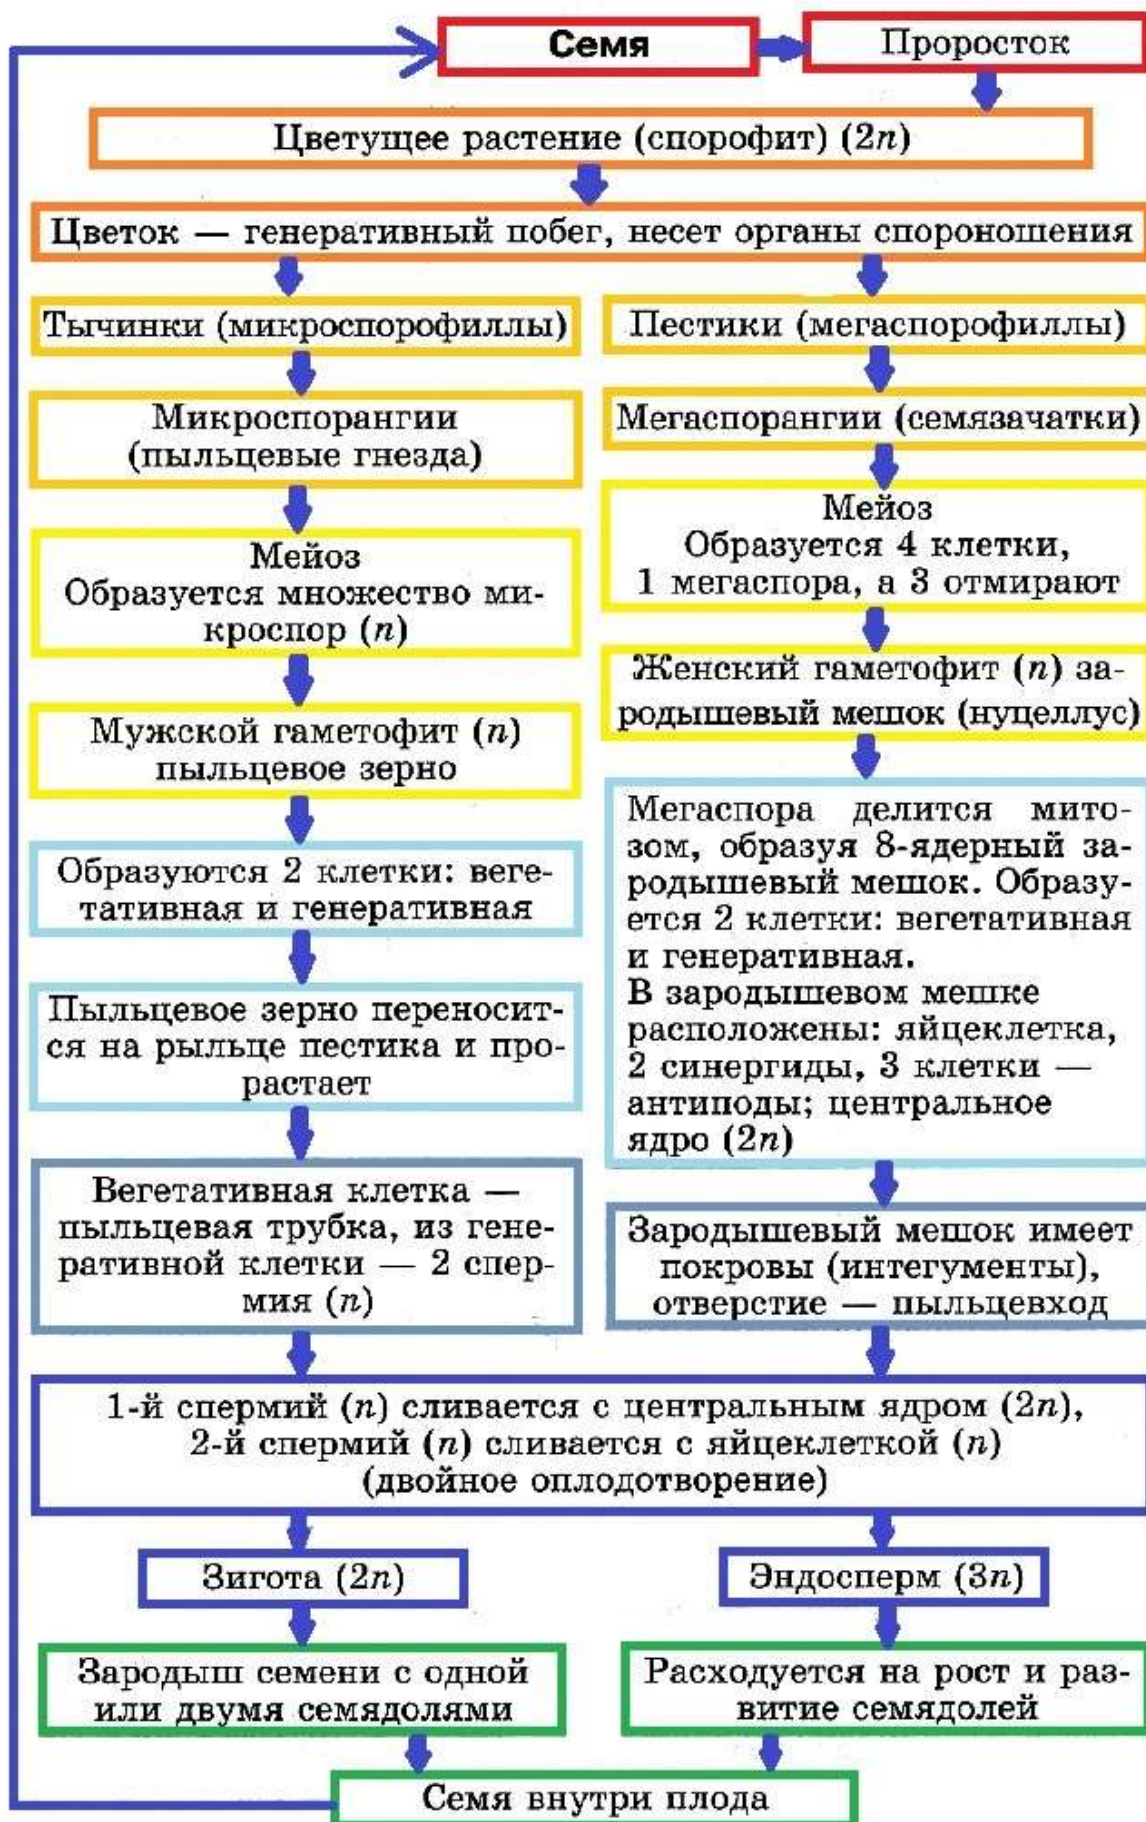 Семя
Проросток
Цветущее растение (спорофит) (2n)
Цветок — генеративный побег, несет органы спороношения
Тычинки (микроспорофиллы)
Микроспорангии
(пыльцевые гнезда)
Мейоз
Образуется множество ми-
кроспор (n)
Мужской гаметофит (n)
пыльцевое зерно
Образуются 2 клетки: веге-
тативная и генеративная
Пыльцевое зерно переносит-
ся на рыльце пестика и про-
растает
Вегетативная клетка —
пыльцевая трубка, из гене-
ративной клетки — 2 спер-
мия (n)
Пестики (мегаспорофиллы)
Мегаспорангии (семязачатки)
Мейоз
Образуется 4 клетки,
1 мегаспора, а 3 отмирают
Женский гаметофит (n) за-
родышевый мешок (нуцеллус)
Мегаспора делится мито-
зом, образуя 8-ядерный за-
родышевый мешок. Образу-
ется 2 клетки: вегетативная
и генеративная.
В зародышевом мешке
расположены: яйцеклетка,
2 синергиды, 3 клетки —
антиподы; центральное
ядро (2n)
Зародышевый мешок имеет
покровы (интегументы),
отверстие — пыльцевход
1-й спермий (n) сливается с центральным ядром (2n),
2-й спермий (n) сливается с яйцеклеткой (n)
(двойное оплодотворение)
Зигота (2n)
Эндосперм (3n)
Зародыш семени с одной
или двумя семядолями
Расходуется на рост и раз-
витие семядолей
Семя внутри плода